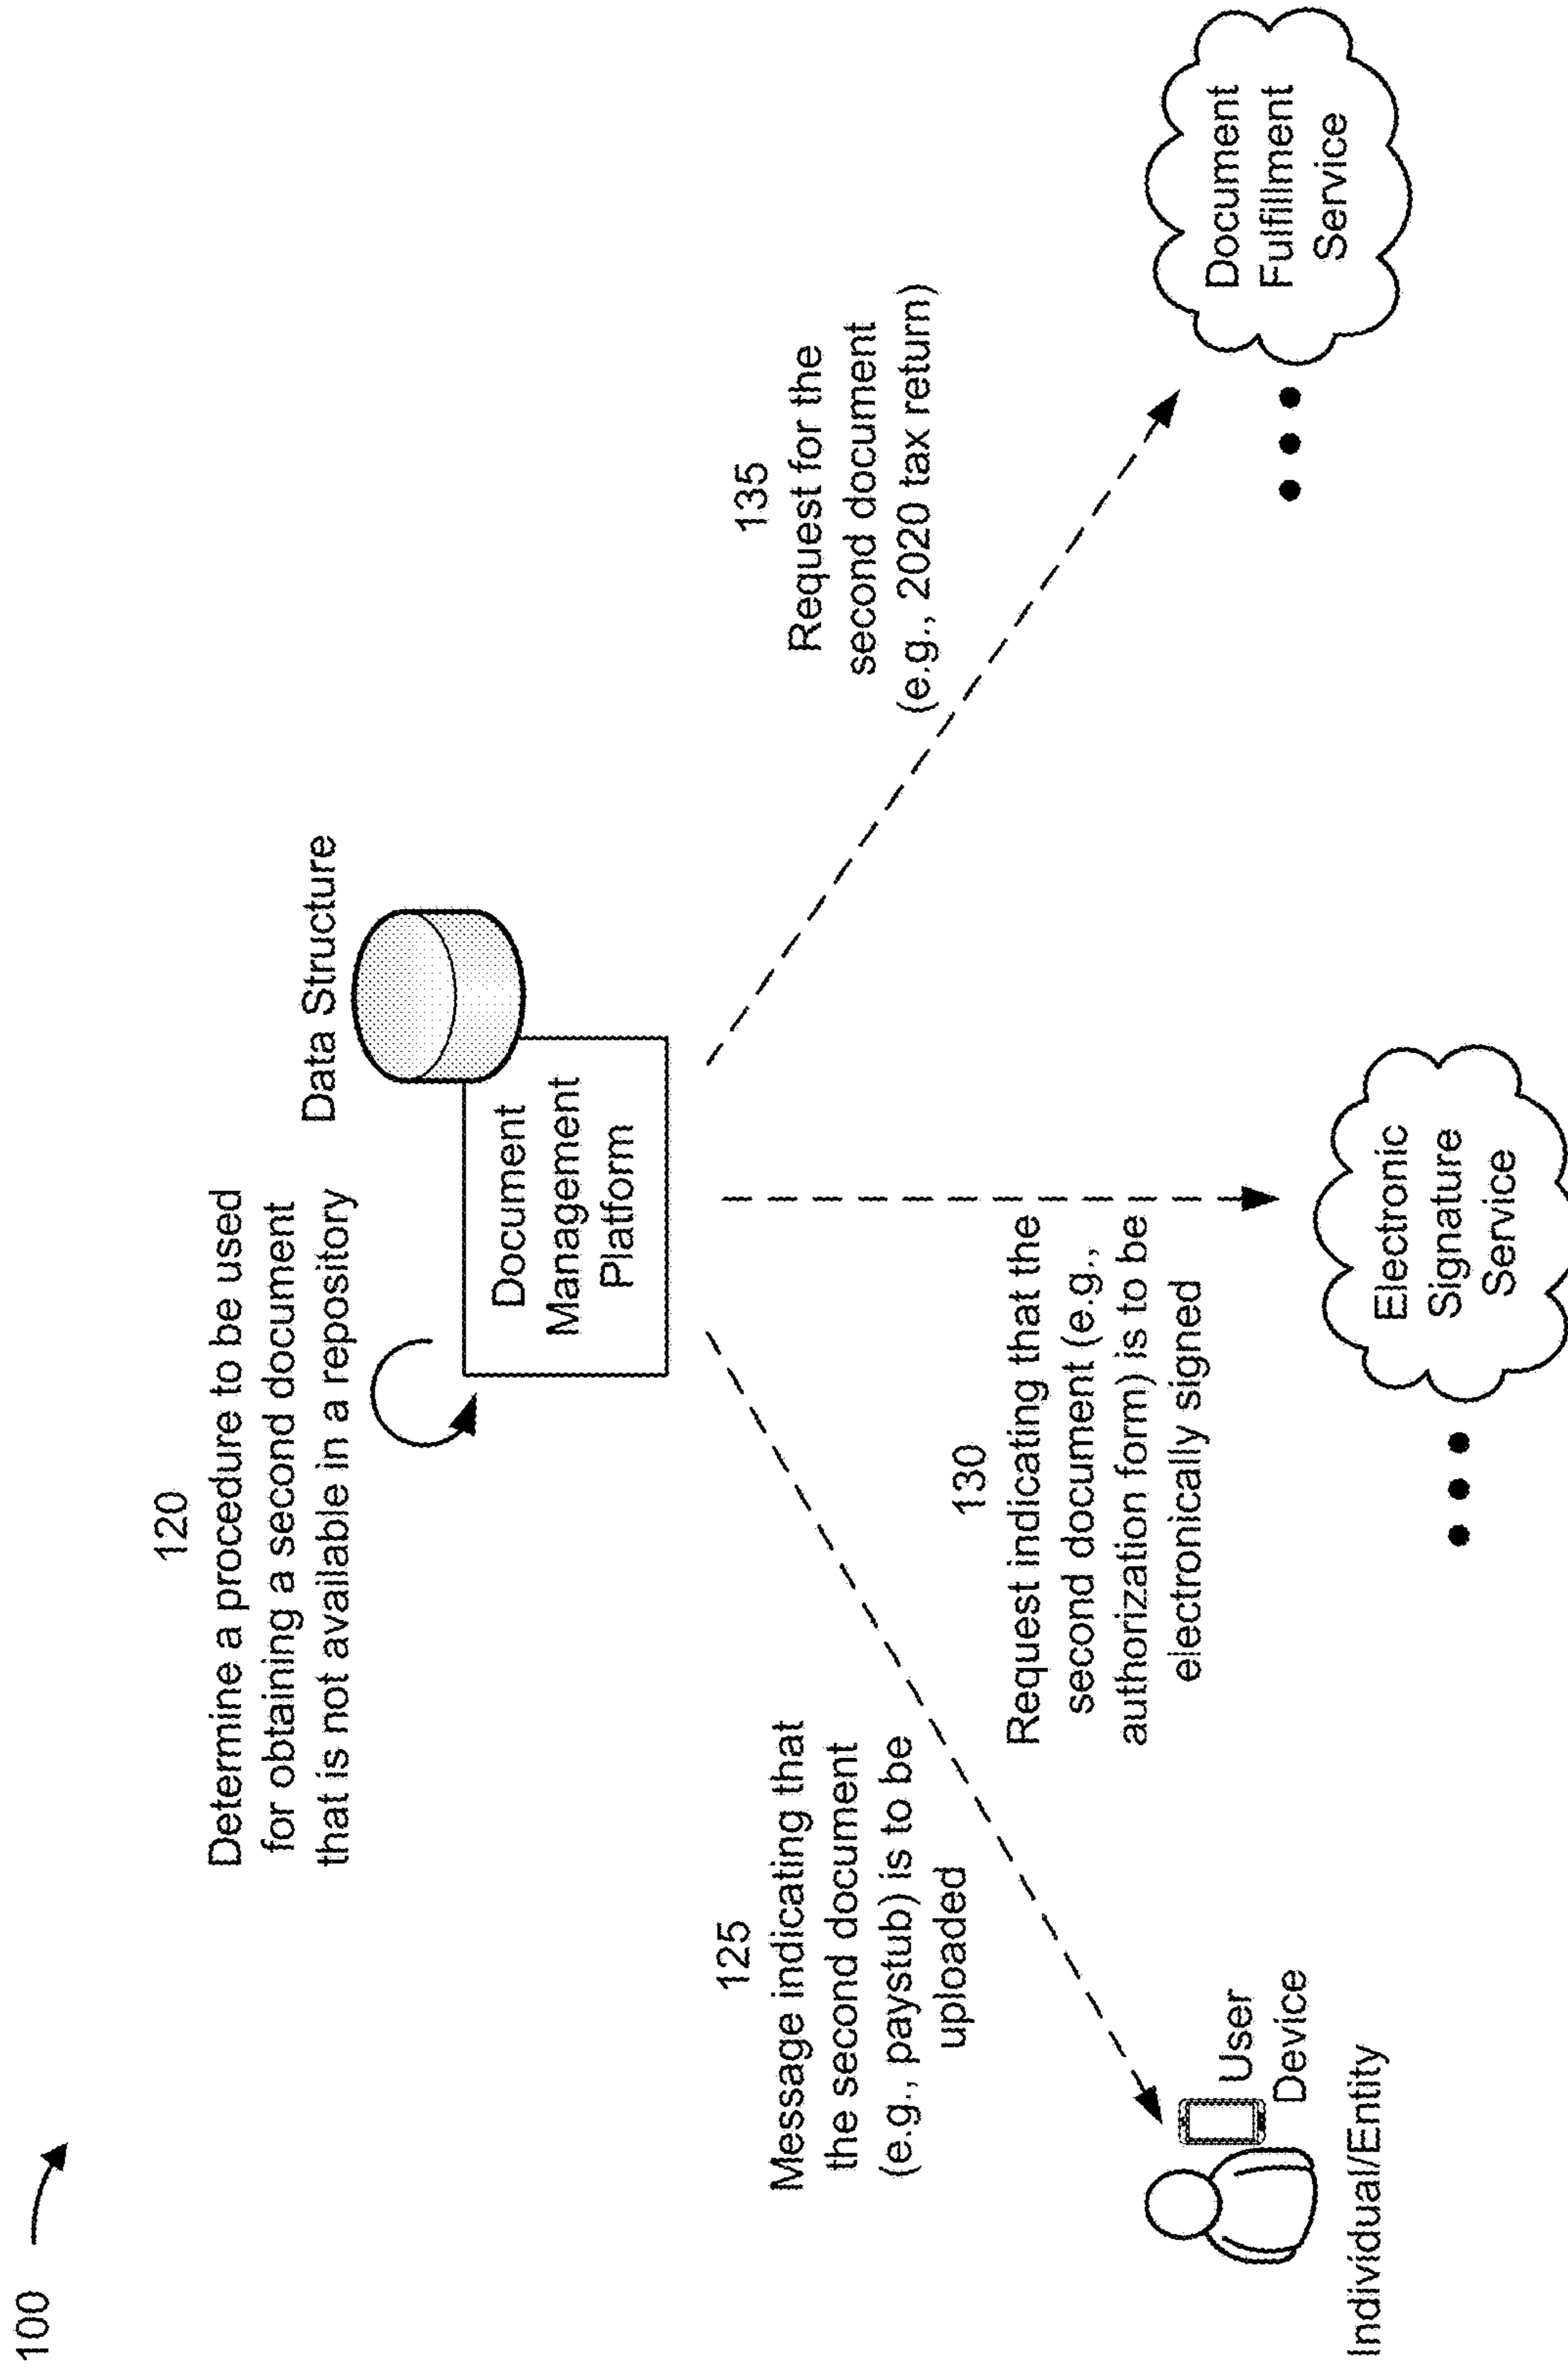 100
120
Determine a procedure to be used
for obtaining a second document
that is not available in a repository
Data Structure
Document
Management
Platform
125
Message indicating that
the second document
(e.g., paystub) is to be
uploaded
130
Request indicating that the
second document (e.g.,
authorization form) is to be
electronically signed
135
Request for the
second document
(e.g., 2020 tax return)
User
Device
Individual/Entity
Electronic
Signature
Service
Document
Fulfillment
Service